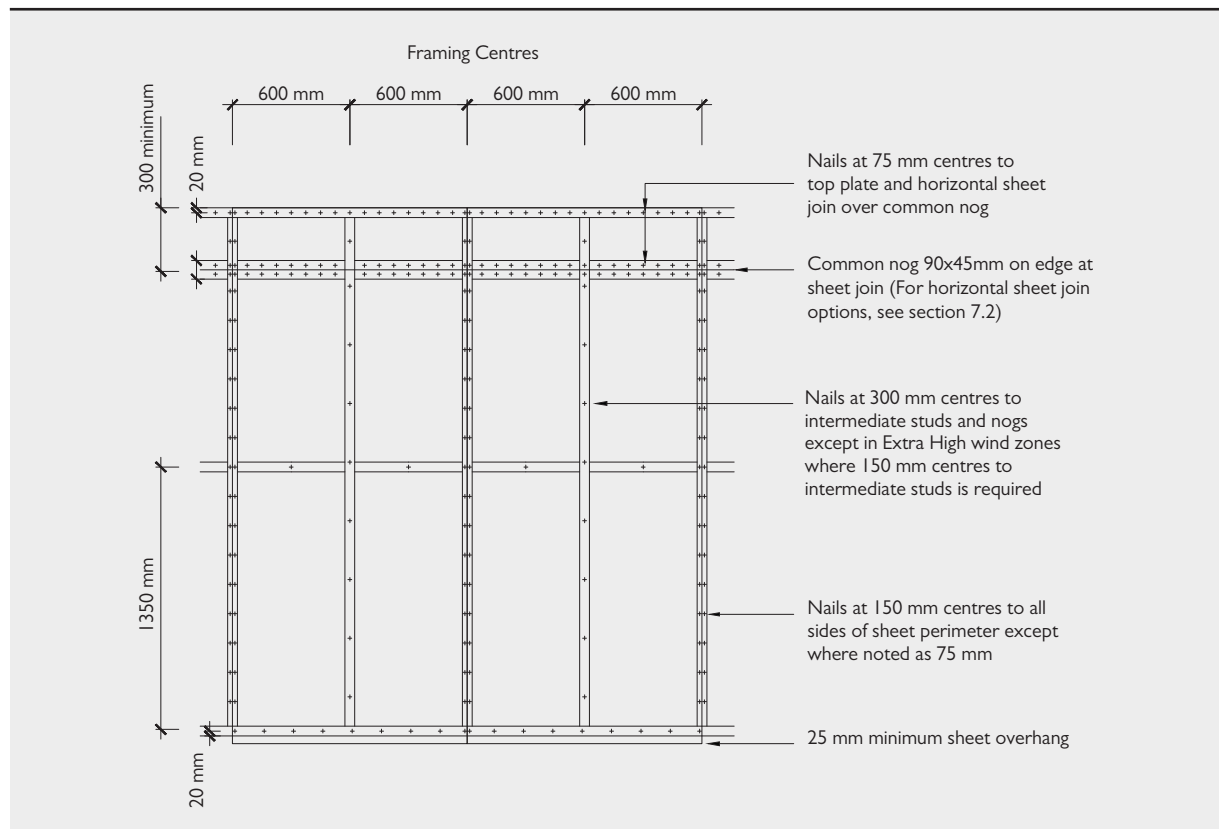 Framing Centres
600 mm 600 mm 600 mm 600 mm
300 minimum
20 mm
Nails at 75 mm centres to
top plate and horizontal sheet
join over common nog
Common nog 90x45mm on edge at
sheet join (For horizontal sheet join
options, see section 7.2)
Nails at 300 mm centres to
intermediate studs and nogs
except in Extra High wind zones
where 150 mm centres to
intermediate studs is required
1350 mm
Nails at 150 mm centres to all
sides of sheet perimeter except
where noted as 75 mm
25 mm minimum sheet overhang
20 mm